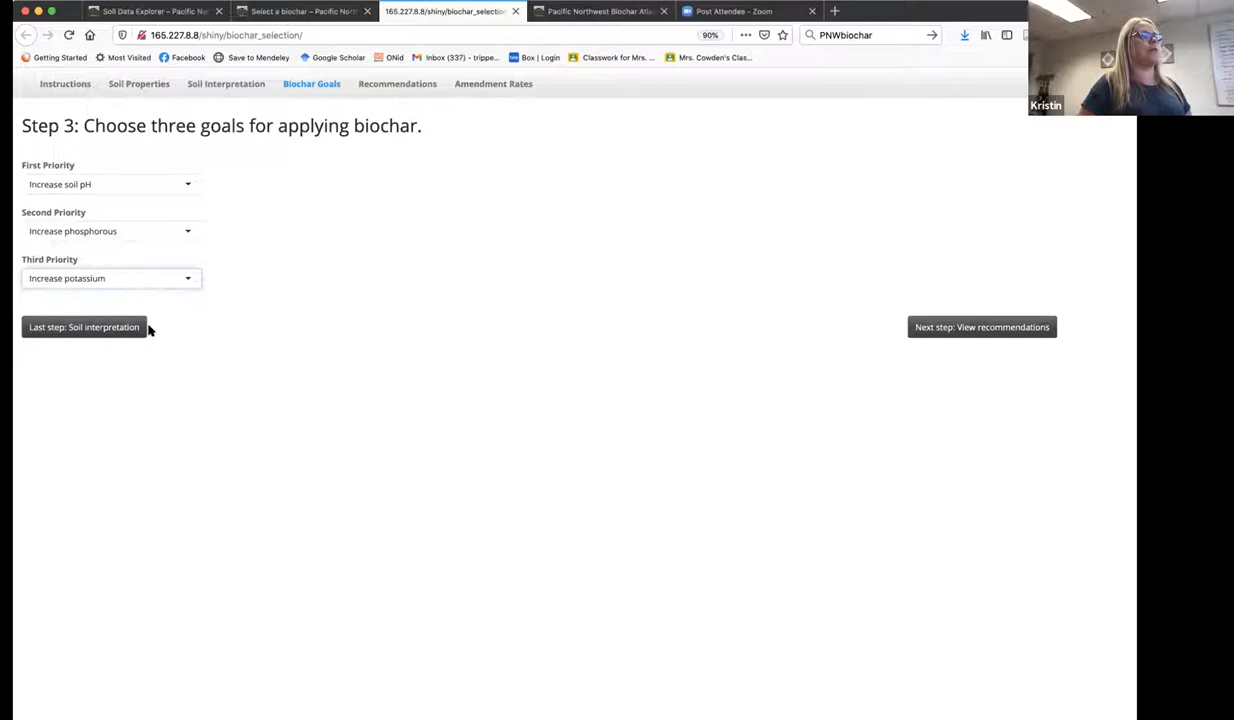 Soil Data Explorer – Pacific No
Select a biochar – Pacific Nort
165.227.8.8/shiny/biochar_selection
Pacific Northwest Biochar Atla
Post Attendee – Zoom
165.227.8.8/shiny/biochar_selection/
90%
PNWbiochar
Getting Started
Most Visited
Facebook
Save to Mendeley
Google Scholar
ONid
Inbox (337) - trippe...
Box | Login
Classwork for Mrs. ...
Mrs. Cowden's Clas...
Kristin
Instructions
Soil Properties
Soil Interpretation
Biochar Goals
Recommendations
Amendment Rates
Step 3: Choose three goals for applying biochar.
First Priority
Increase soil pH
Second Priority
Increase phosphorous
Third Priority
Increase potassium
Last step: Soil interpretation
Next step: View recommendations